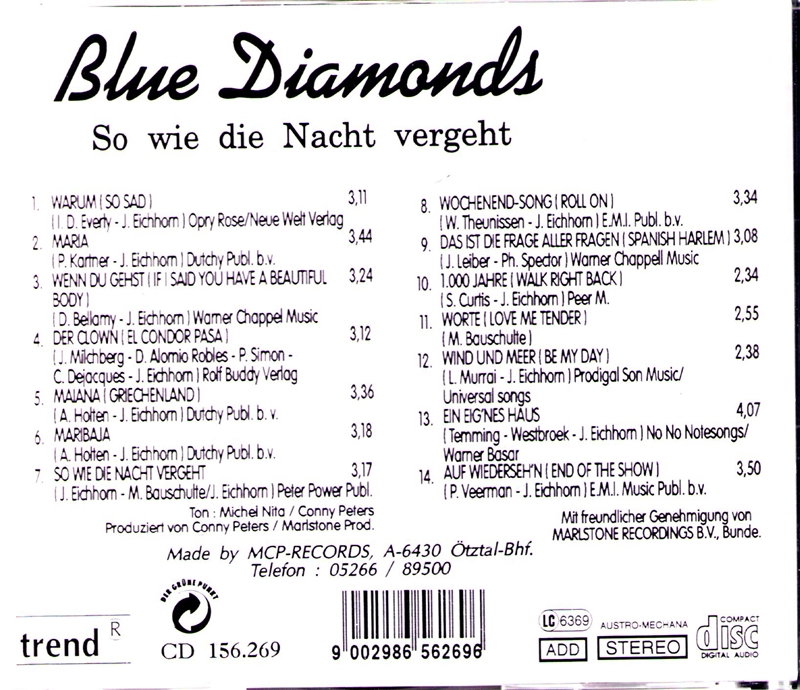 Blue Diamonds
So wie die Nacht vergeht
1. WARUM ( SO SAD ) 3,11
( I. D. Everty - J. Eichhorn ) Opry Rose/Neue Welt Verlag
2. MARIA 3,44
( P. Kartner - J. Eichhorn ) Dutchy Publ. b.v.
3. WENN DU GEHST ( IF I SAID YOU HAVE A BEAUTIFUL 3,24
BODY )
( D. Bellamy - J. Eichhorn ) Warner Chappel Music
4. DER CLOWN ( EL CONDOR PASA ) 3,12
( J. Milchberg - D. Alomio Robles - P. Simon -
C. Dejacques - J. Eichhorn ) Rolf Buddy Verlag
5. MAIANA ( GRIECHENLAND ) 3,36
( A. Holten - J. Eichhorn ) Dutchy Publ. b. v.
6. MARIBAJA 3,18
( A. Holten - J. Eichhorn ) Dutchy Publ. b.v.
7. SO WIE DIE NACHT VERGEHT 3,17
( J. Eichhorn - M. Bauschulte/J. Eichhorn ) Peter Power Publ.
Ton : Michel Nita / Conny Peters
Produziert von Conny Peters / Marlstone Prod.
8. WOCHENEND-SONG ( ROLL ON ) 3,34
( W. Theunissen - J. Eichhorn ) E.M.I. Publ. b.v.
9. DAS IST DIE FRAGE ALLER FRAGEN ( SPANISH HARLEM ) 3,08
( J. Leiber - Ph. Spector ) Warner Chappell Music
10. 1.000 JAHRE ( WALK RIGHT BACK ) 2,34
( S. Curtis - J. Eichhorn ) Peer M.
11. WORTE ( LOVE ME TENDER ) 2,55
( M. Bauschulte )
12. WIND UND MEER ( BE MY DAY ) 2,38
( L. Murrai - J. Eichhorn ) Prodigal Son Music/
Universal songs
13. EIN EIG'NES HAUS 4,07
( Temming - Westbroek - J. Eichhorn ) No No Notesongs/
Warner Basar
14. AUF WIEDERSEH'N ( END OF THE SHOW ) 3,50
( P. Veerman - J. Eichhorn ) E.M.I. Music Publ. b.v.
Mit freundlicher Genehmigung von
MARLSTONE RECORDINGS B.V., Bunde.
Made by MCP-RECORDS, A-6430 Ötztal-Bhf.
Telefon : 05266 / 89500
trend R
DER GRÜNE PUNKT
CD 156.269
9 002986 562696
LC 6369
ADD
AUSTRO-MECHANA
STEREO
COMPACT
disc
DIGITAL AUDIO